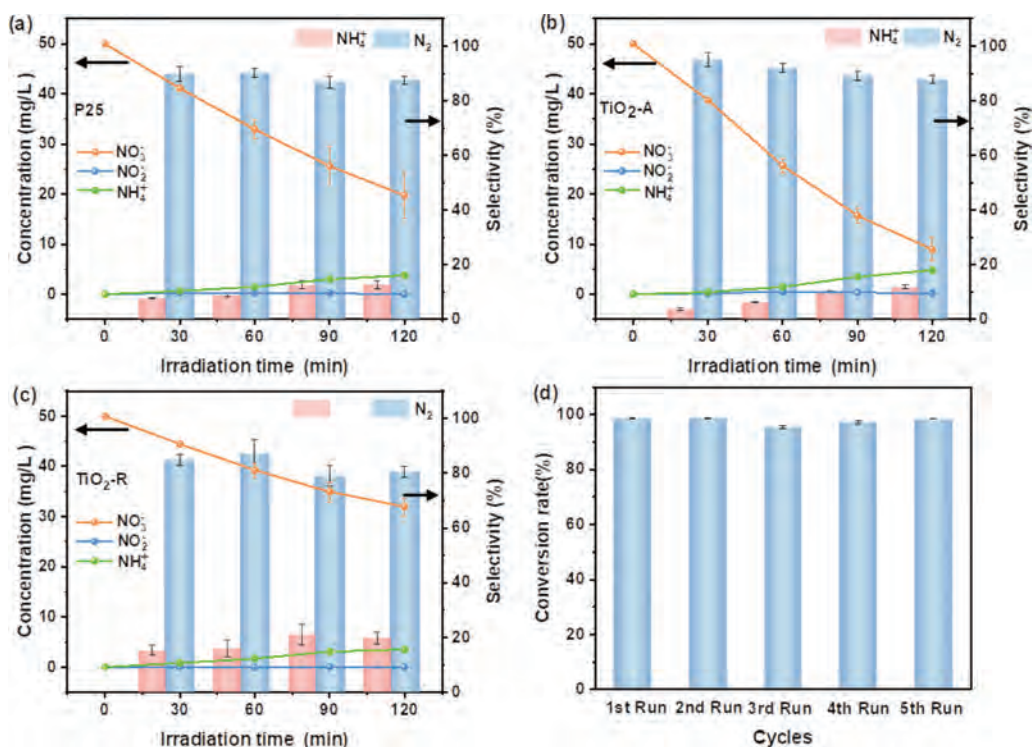 (a)
NH₄⁺ N₂
50
40
30
20
10
0
Concentration (mg/L)
P25
NO₃⁻
NO₂⁻
NH₄⁺
100
80
60
40
20
0
Selectivity (%)
0 30 60 90 120
Irradiation time (min)
(b)
NH₄⁺ N₂
50
40
30
20
10
0
Concentration (mg/L)
TiO₂-A
NO₃⁻
NO₂⁻
NH₄⁺
100
80
60
40
20
0
Selectivity (%)
0 30 60 90 120
Irradiation time (min)
(c)
N₂
50
40
30
20
10
0
Concentration (mg/L)
TiO₂-R
NO₃⁻
NO₂⁻
NH₄⁺
100
80
60
40
20
0
Selectivity (%)
0 30 60 90 120
Irradiation time (min)
(d)
100
80
60
40
20
0
Conversion rate(%)
1st Run 2nd Run 3rd Run 4th Run 5th Run
Cycles